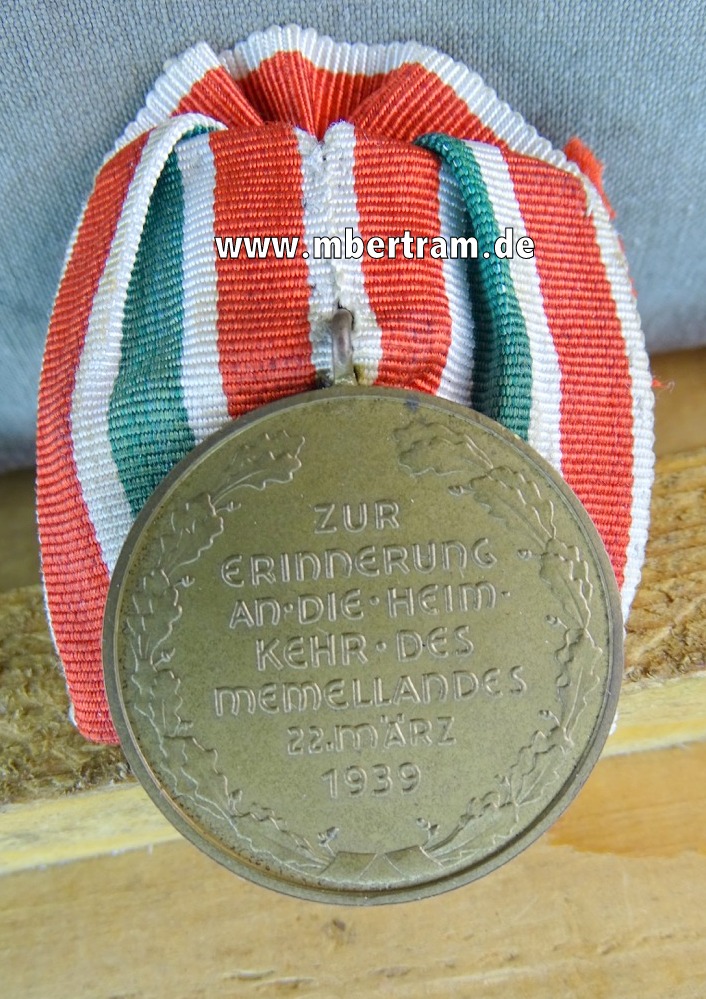 www.mbertram.de
ZUR
ERINNERUNG
AN·DIE·HEIM·
KEHR·DES
MEMELLANDES
22.MÄRZ
1939